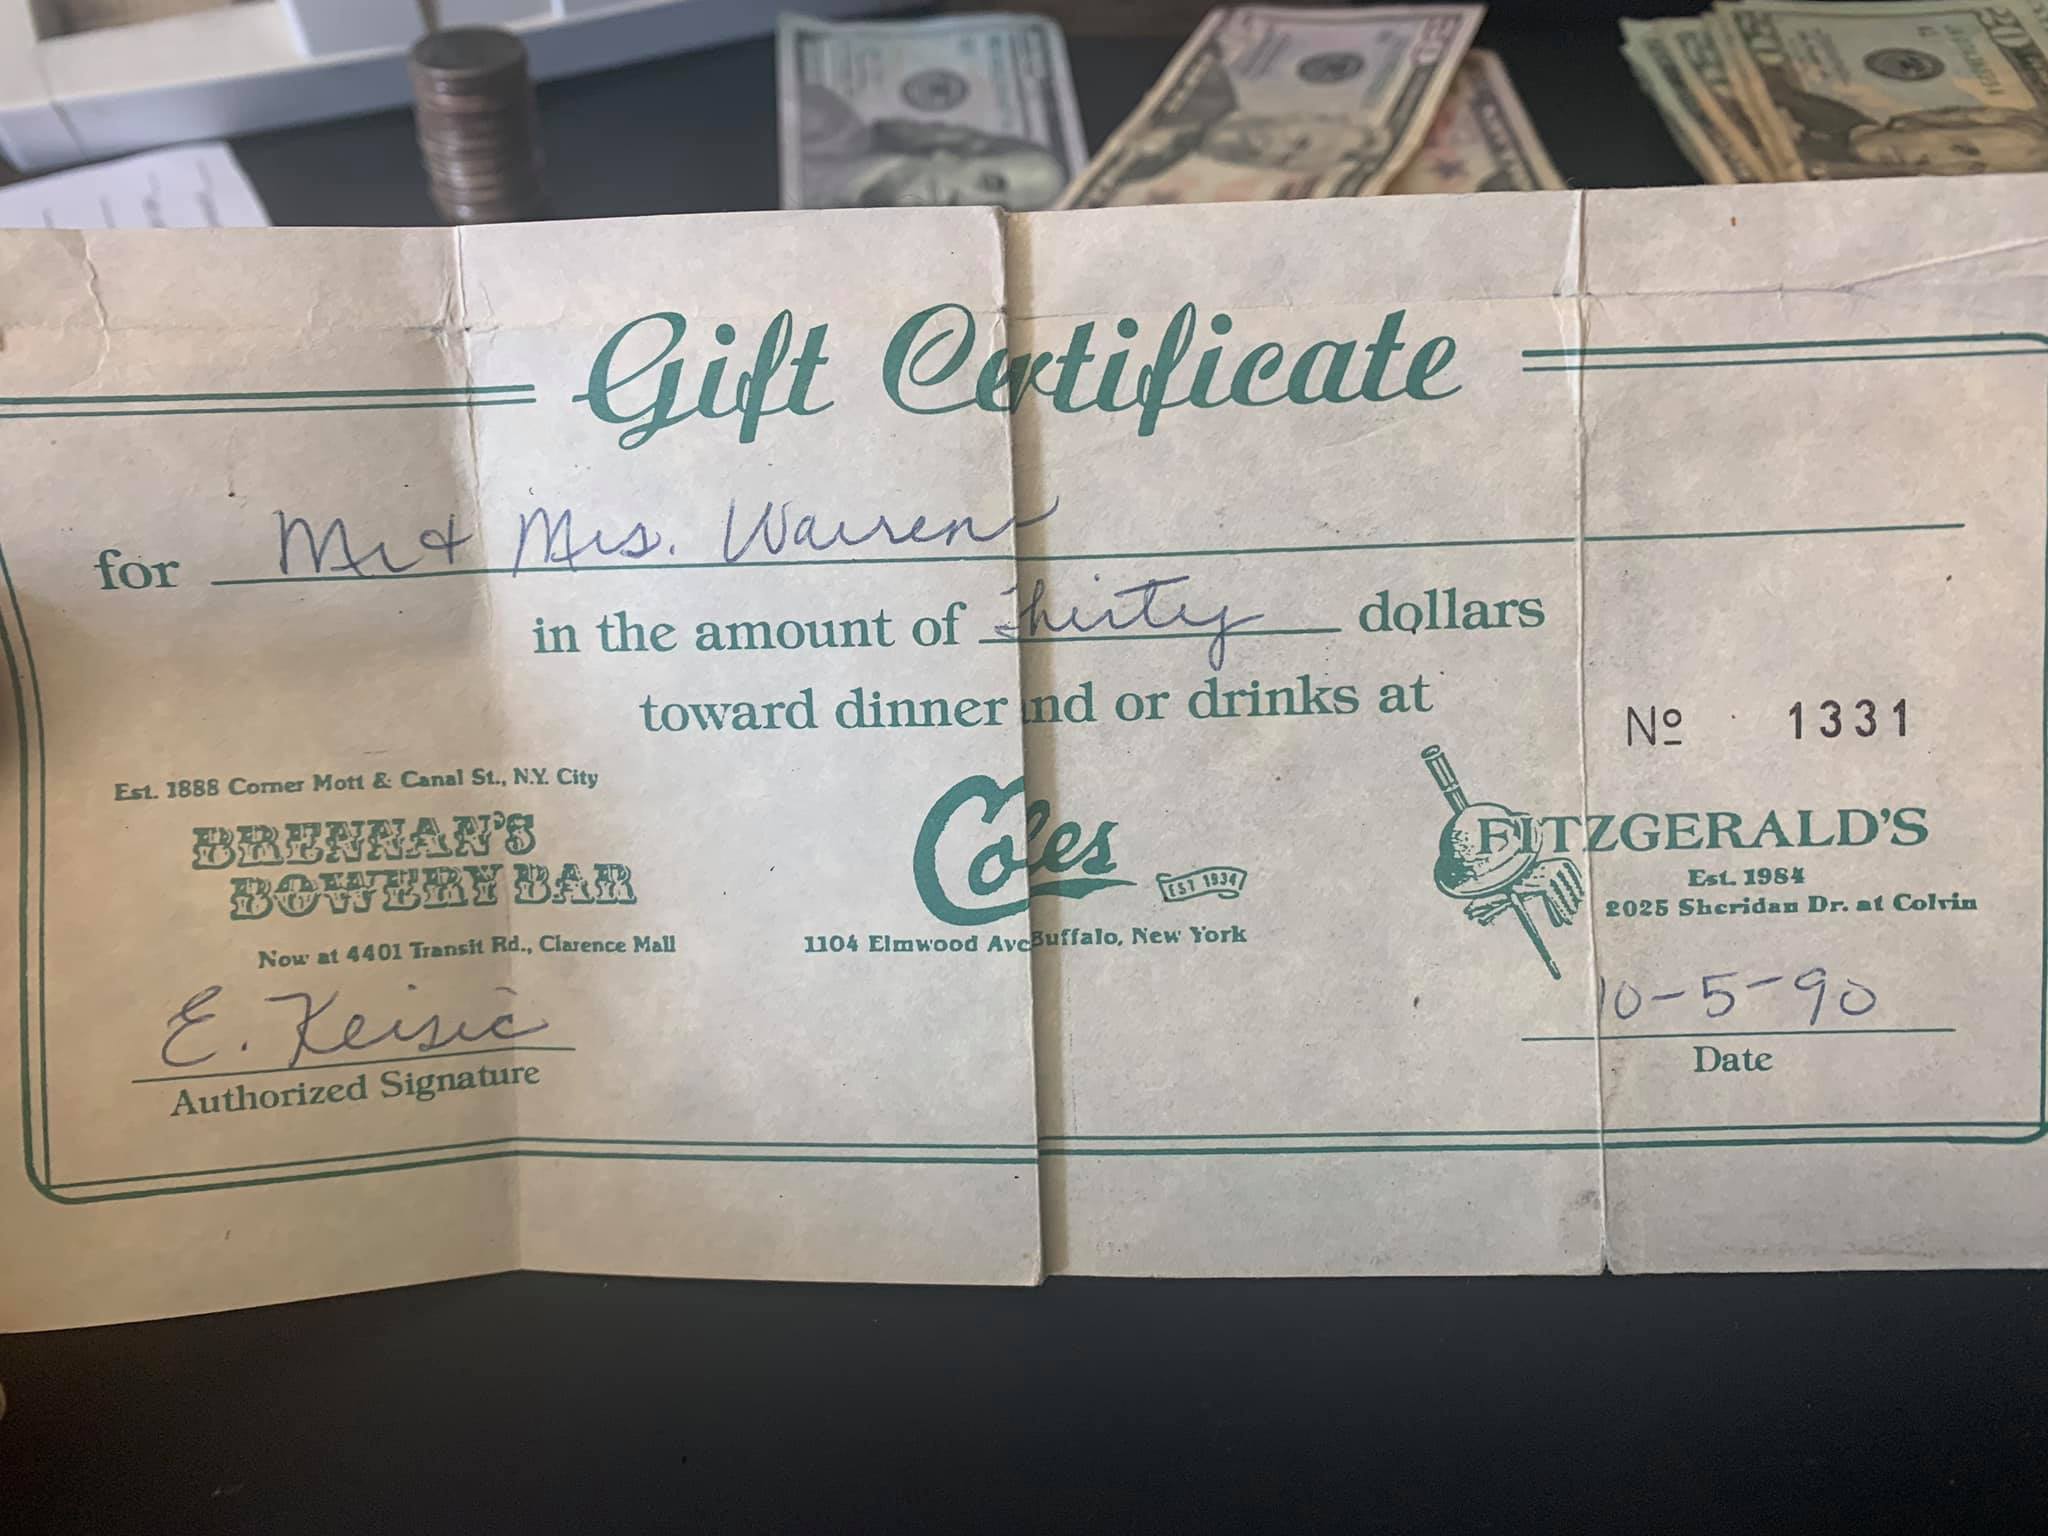 Gift Certificate
for Mr & Mrs. Warren
in the amount of Thirty dollars
toward dinner nd or drinks at
Nº 1331
Est. 1888 Corner Mott & Canal St., N.Y. City
BRENNAN'S
BOWERY BAR
Now at 4401 Transit Rd., Clarence Mall
Coles
EST 1934
1104 Elmwood Ave Buffalo, New York
FITZGERALD'S
Est. 1984
2025 Sheridan Dr. at Colvin
E. Keisic
Authorized Signature
10-5-90
Date
20